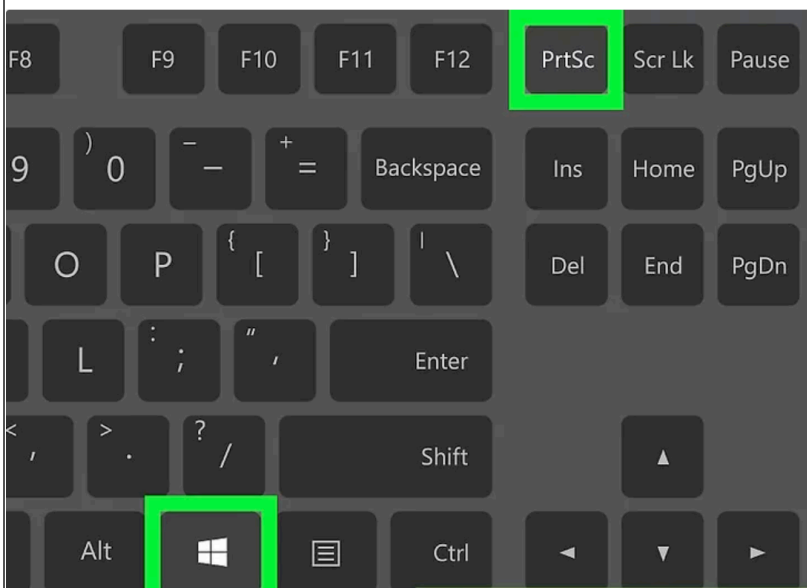 F8 F9 F10 F11 F12 PrtSc Scr Lk Pause
9 ) 0 _ - + = Backspace Ins Home PgUp
O P { [ } ] | \ Del End PgDn
L : ; " ' Enter
< , > . ? / Shift ▲
Alt Ctrl ◄ ▼ ►